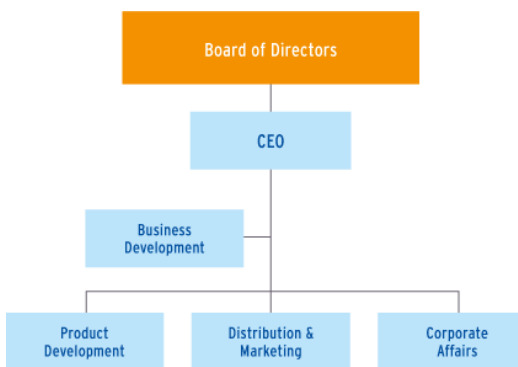 Board of Directors
CEO
Business
Development
Product
Development
Distribution &
Marketing
Corporate
Affairs